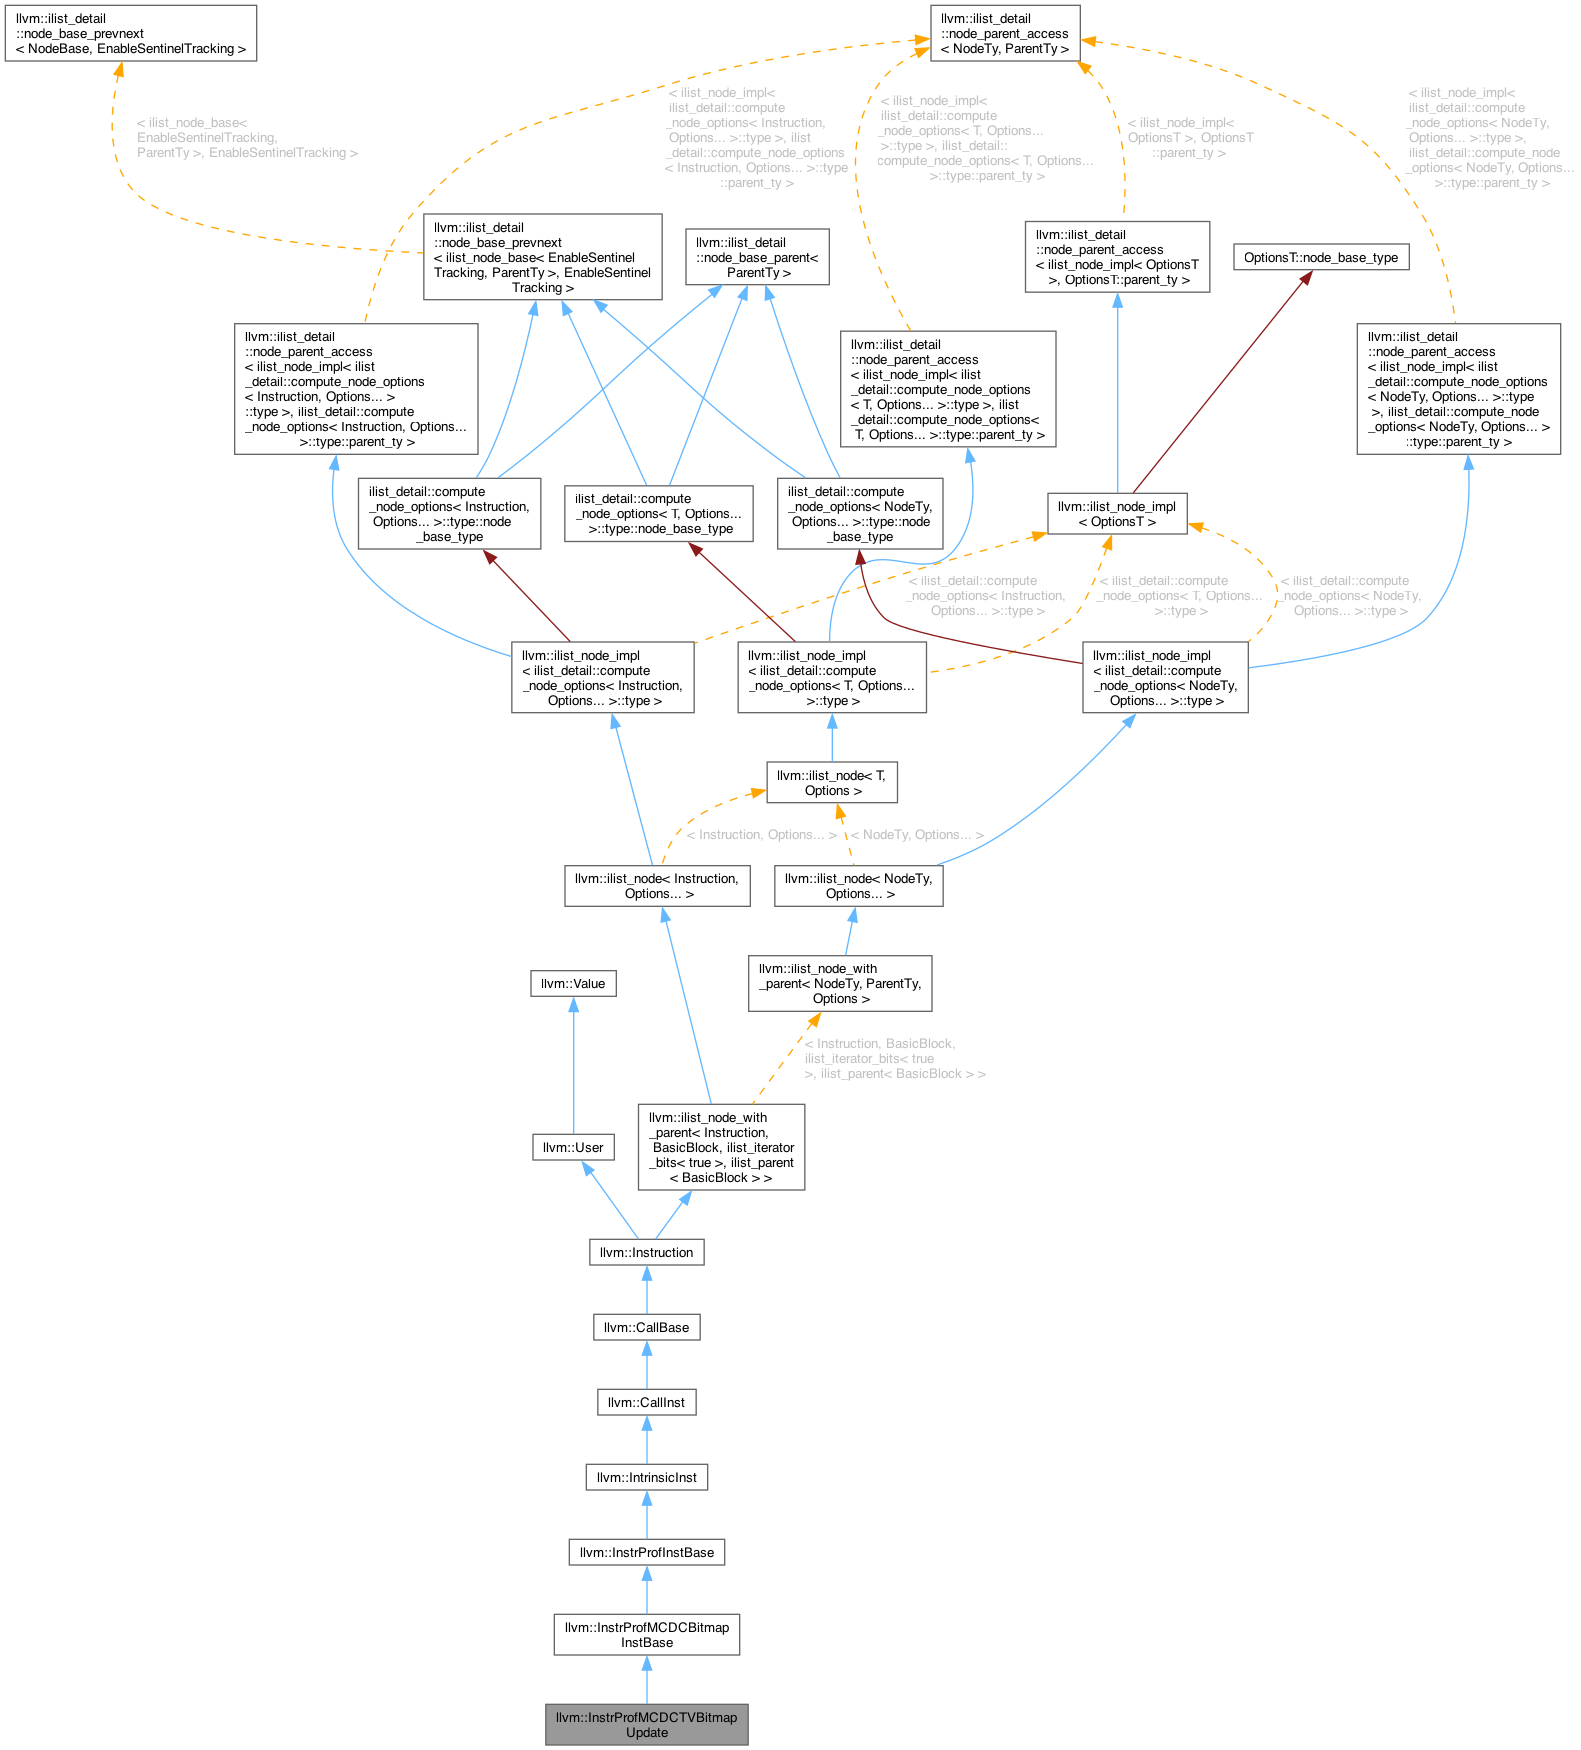 llvm::ilist_detail
::node_base_prevnext
< NodeBase, EnableSentinelTracking >
llvm::ilist_detail
::node_parent_access
< NodeTy, ParentTy >
< ilist_node_base<
EnableSentinelTracking,
ParentTy >, EnableSentinelTracking >
< ilist_node_impl<
ilist_detail::compute
_node_options< Instruction,
Options... >::type >, ilist
_detail::compute_node_options
< Instruction, Options... >::type
::parent_ty >
< ilist_node_impl<
ilist_detail::compute
_node_options< T, Options...
>::type >, ilist_detail::
compute_node_options< T, Options...
>::type::parent_ty >
< ilist_node_impl<
OptionsT >, OptionsT
::parent_ty >
< ilist_node_impl<
ilist_detail::compute
_node_options< NodeTy,
Options... >::type >,
ilist_detail::compute_node
_options< NodeTy, Options...
>::type::parent_ty >
llvm::ilist_detail
::node_base_prevnext
< ilist_node_base< EnableSentinel
Tracking, ParentTy >, EnableSentinel
Tracking >
llvm::ilist_detail
::node_base_parent<
ParentTy >
llvm::ilist_detail
::node_parent_access
< ilist_node_impl< OptionsT
>, OptionsT::parent_ty >
OptionsT::node_base_type
llvm::ilist_detail
::node_parent_access
< ilist_node_impl< ilist
_detail::compute_node_options
< Instruction, Options... >
::type >, ilist_detail::compute
_node_options< Instruction, Options...
>::type::parent_ty >
llvm::ilist_detail
::node_parent_access
< ilist_node_impl< ilist
_detail::compute_node_options
< T, Options... >::type >, ilist
_detail::compute_node_options<
T, Options... >::type::parent_ty >
llvm::ilist_detail
::node_parent_access
< ilist_node_impl< ilist
_detail::compute_node_options
< NodeTy, Options... >::type
>, ilist_detail::compute_node
_options< NodeTy, Options... >
::type::parent_ty >
ilist_detail::compute
_node_options< Instruction,
Options... >::type::node
_base_type
ilist_detail::compute
_node_options< T, Options...
>::type::node_base_type
ilist_detail::compute
_node_options< NodeTy,
Options... >::type::node
_base_type
llvm::ilist_node_impl
< OptionsT >
< ilist_detail::compute
_node_options< Instruction,
Options... >::type >
< ilist_detail::compute
_node_options< T, Options...
>::type >
< ilist_detail::compute
_node_options< NodeTy,
Options... >::type >
llvm::ilist_node_impl
< ilist_detail::compute
_node_options< Instruction,
Options... >::type >
llvm::ilist_node_impl
< ilist_detail::compute
_node_options< T, Options...
>::type >
llvm::ilist_node_impl
< ilist_detail::compute
_node_options< NodeTy,
Options... >::type >
llvm::ilist_node< T,
Options >
< Instruction, Options... >
< NodeTy, Options... >
llvm::ilist_node< Instruction,
Options... >
llvm::ilist_node< NodeTy,
Options... >
llvm::ilist_node_with
_parent< NodeTy, ParentTy,
Options >
llvm::Value
< Instruction, BasicBlock,
ilist_iterator_bits< true
>, ilist_parent< BasicBlock > >
llvm::User
llvm::ilist_node_with
_parent< Instruction,
BasicBlock, ilist_iterator
_bits< true >, ilist_parent
< BasicBlock > >
llvm::Instruction
llvm::CallBase
llvm::CallInst
llvm::IntrinsicInst
llvm::InstrProfInstBase
llvm::InstrProfMCDCBitmap
InstBase
llvm::InstrProfMCDCTVBitmap
Update